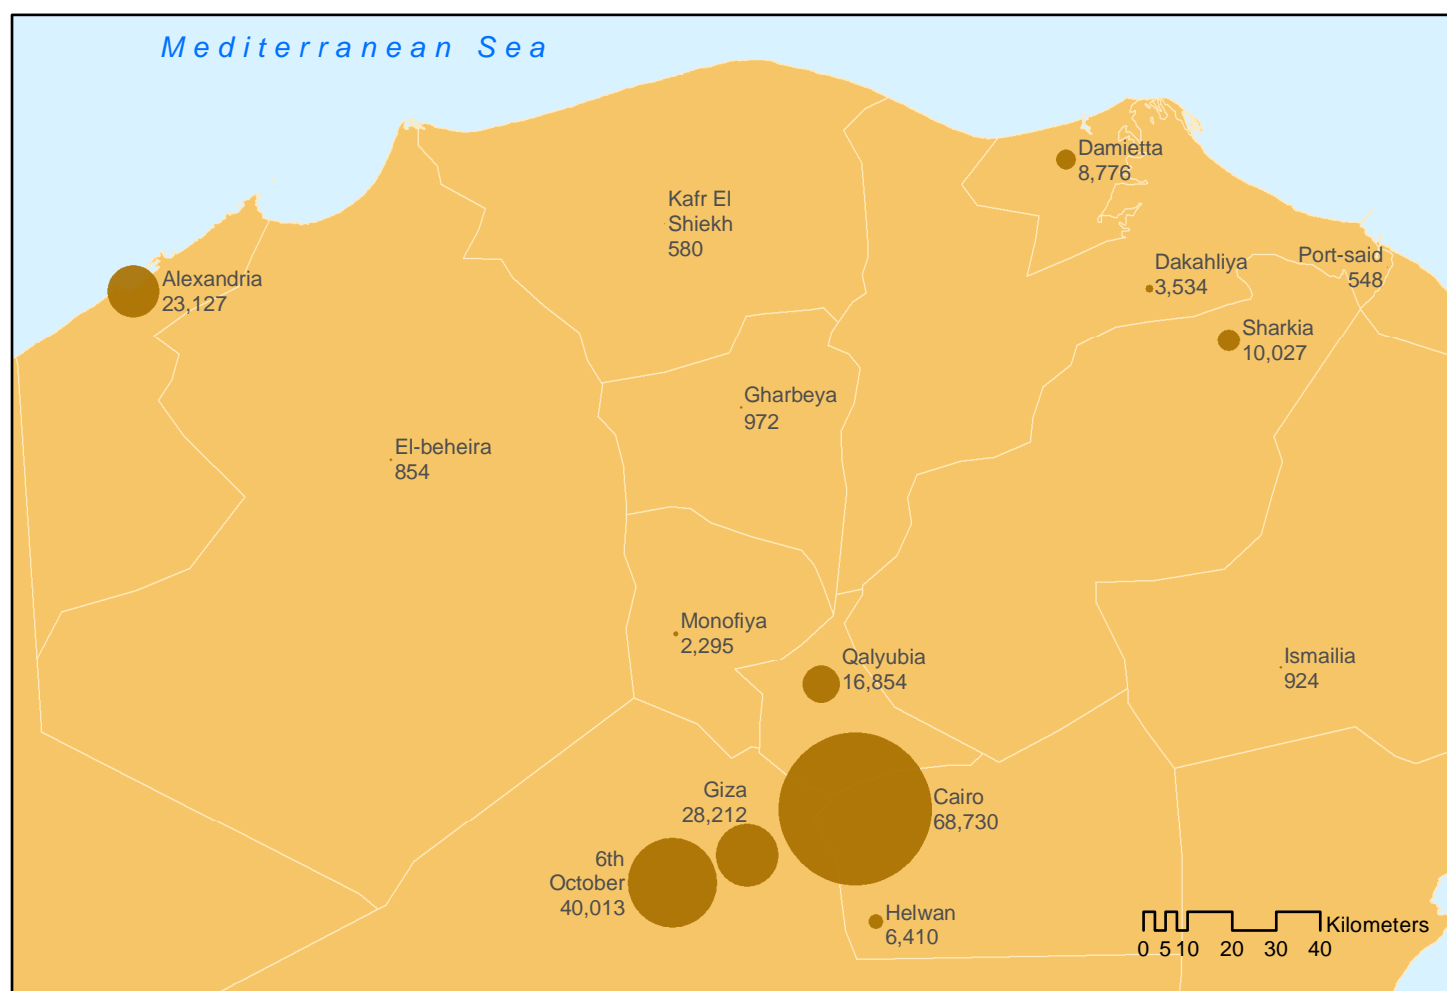 Mediterranean Sea
Damietta
8,776
Kafr El
Shiekh
580
Port-said
548
Dakahliya
3,534
Alexandria
23,127
Sharkia
10,027
Gharbeya
972
El-beheira
854
Monofiya
2,295
Qalyubia
16,854
Ismailia
924
Giza
28,212
Cairo
68,730
6th
October
40,013
Helwan
6,410
Kilometers
0 5 10 20 30 40